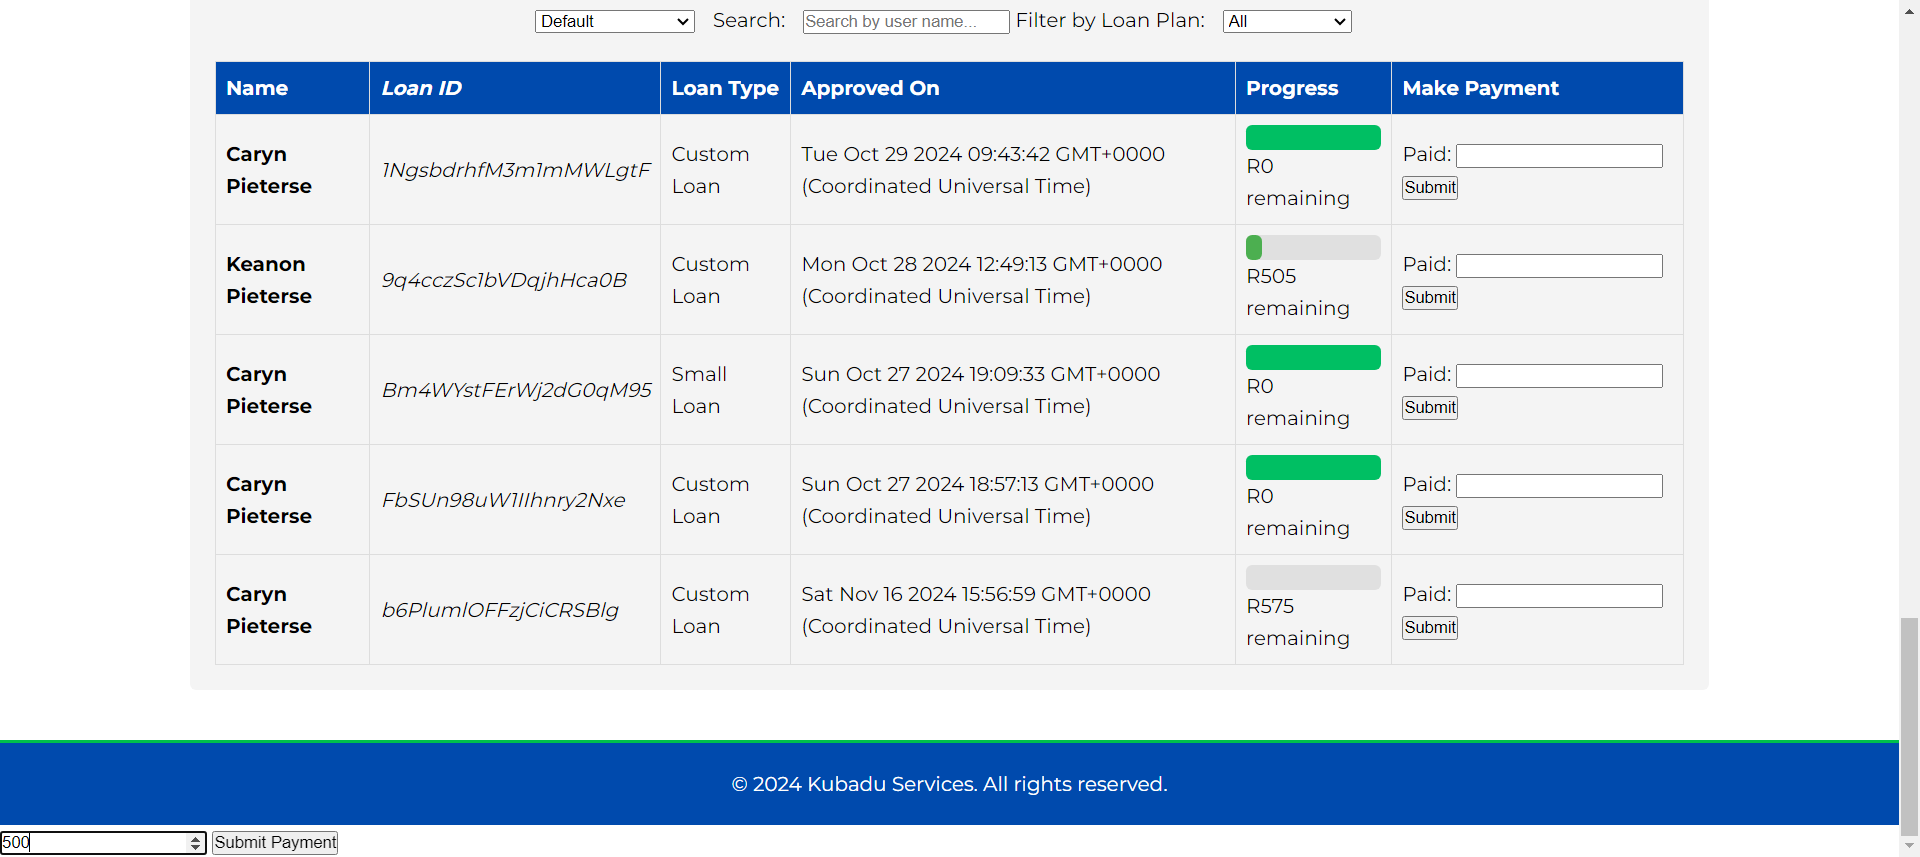 Default Search: Search by user name... Filter by Loan Plan: All
Name Loan ID Loan Type Approved On Progress Make Payment
Caryn
Pieterse
1NgsbdrhfM3m1mMWLgtF
Custom
Loan
Tue Oct 29 2024 09:43:42 GMT+0000
(Coordinated Universal Time)
R0
remaining
Paid:
Submit
Keanon
Pieterse
9q4cczSc1bVDqjhHca0B
Custom
Loan
Mon Oct 28 2024 12:49:13 GMT+0000
(Coordinated Universal Time)
R505
remaining
Paid:
Submit
Caryn
Pieterse
Bm4WYstFErWj2dG0qM95
Small
Loan
Sun Oct 27 2024 19:09:33 GMT+0000
(Coordinated Universal Time)
R0
remaining
Paid:
Submit
Caryn
Pieterse
FbSUn98uW1IIhnry2Nxe
Custom
Loan
Sun Oct 27 2024 18:57:13 GMT+0000
(Coordinated Universal Time)
R0
remaining
Paid:
Submit
Caryn
Pieterse
b6PlumlOFFzjCiCRSBlg
Custom
Loan
Sat Nov 16 2024 15:56:59 GMT+0000
(Coordinated Universal Time)
R575
remaining
Paid:
Submit
© 2024 Kubadu Services. All rights reserved.
500 Submit Payment